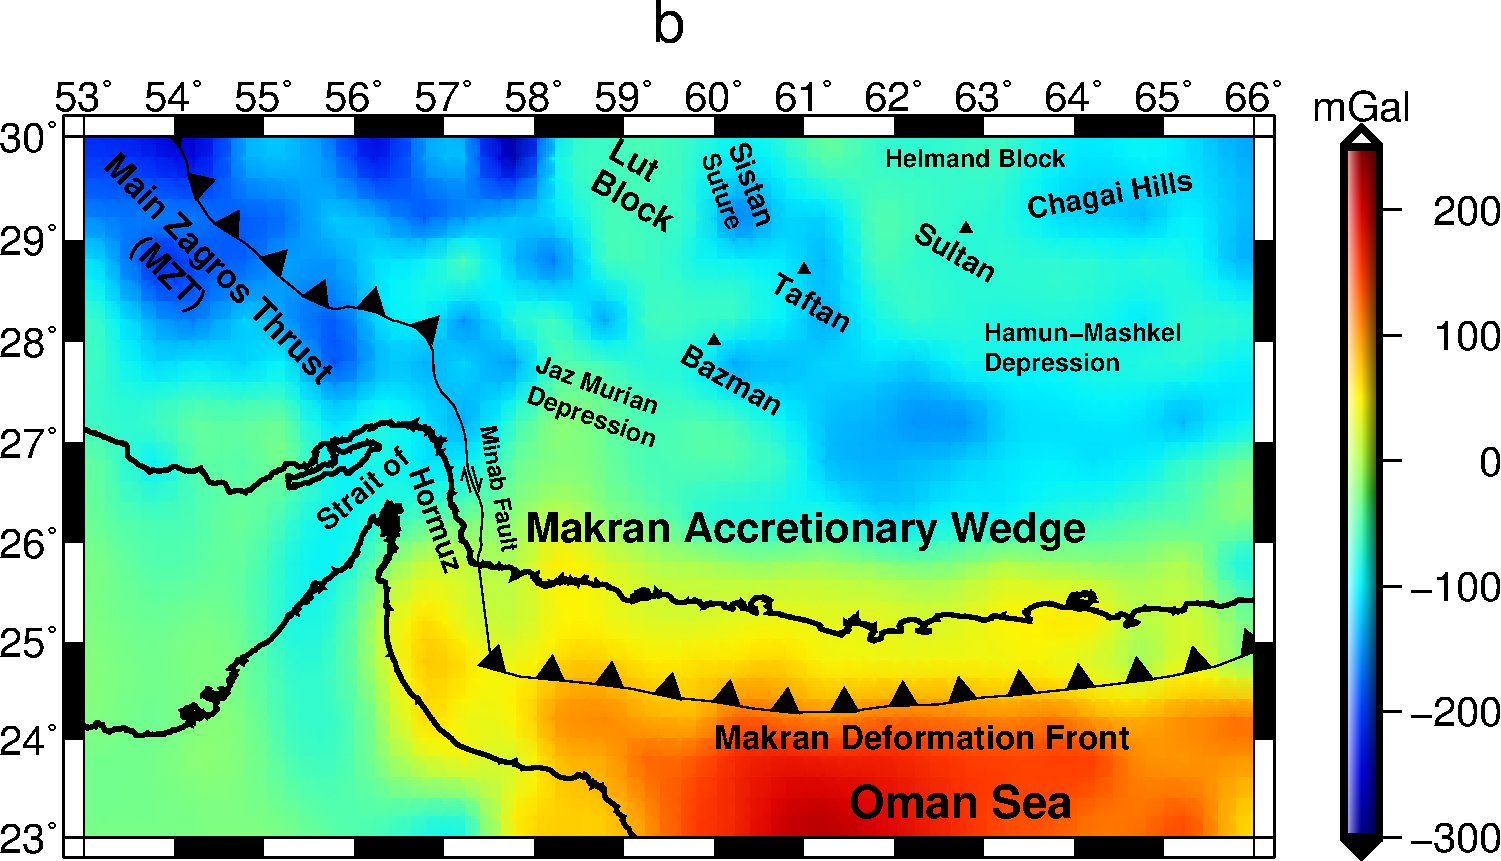 b
53° 54° 55° 56° 57° 58° 59° 60° 61° 62° 63° 64° 65° 66°
mGal
30°
29°
28°
27°
26°
25°
24°
23°
Main Zagros Thrust
(MZT)
Lut
Block
Sistan
Suture
Helmand Block
Chagai Hills
Sultan
Taftan
Bazman
Hamun−Mashkel
Depression
Jaz Murian
Depression
Minab Fault
Strait of
Hormuz
Makran Accretionary Wedge
Makran Deformation Front
Oman Sea
200
100
0
−100
−200
−300